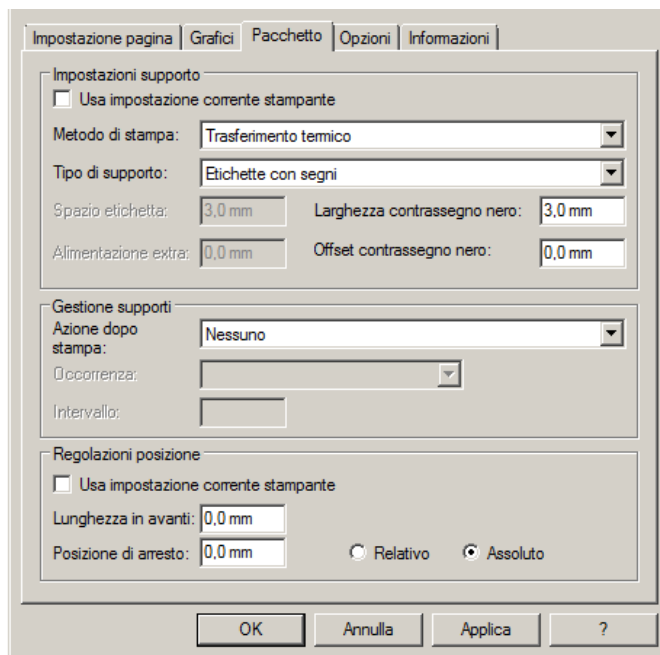 Impostazione pagina Grafici Pacchetto Opzioni Informazioni
Impostazioni supporto
Usa impostazione corrente stampante
Metodo di stampa: Trasferimento termico
Tipo di supporto: Etichette con segni
Spazio etichetta: 3,0 mm Larghezza contrassegno nero: 3,0 mm
Alimentazione extra: 0,0 mm Offset contrassegno nero: 0,0 mm
Gestione supporti
Azione dopo
stampa: Nessuno
Occorrenza:
Intervallo:
Regolazioni posizione
Usa impostazione corrente stampante
Lunghezza in avanti: 0,0 mm
Posizione di arresto: 0,0 mm Relativo Assoluto
OK Annulla Applica ?